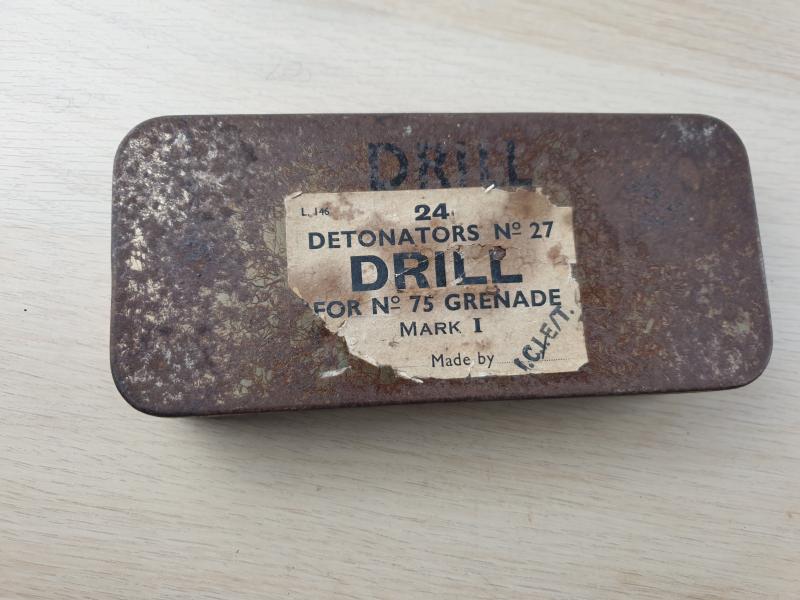 DRILL
L. 146
24
DETONATORS Nº 27
DRILL
FOR Nº 75 GRENADE
MARK I
Made by I.C.I.E/T.